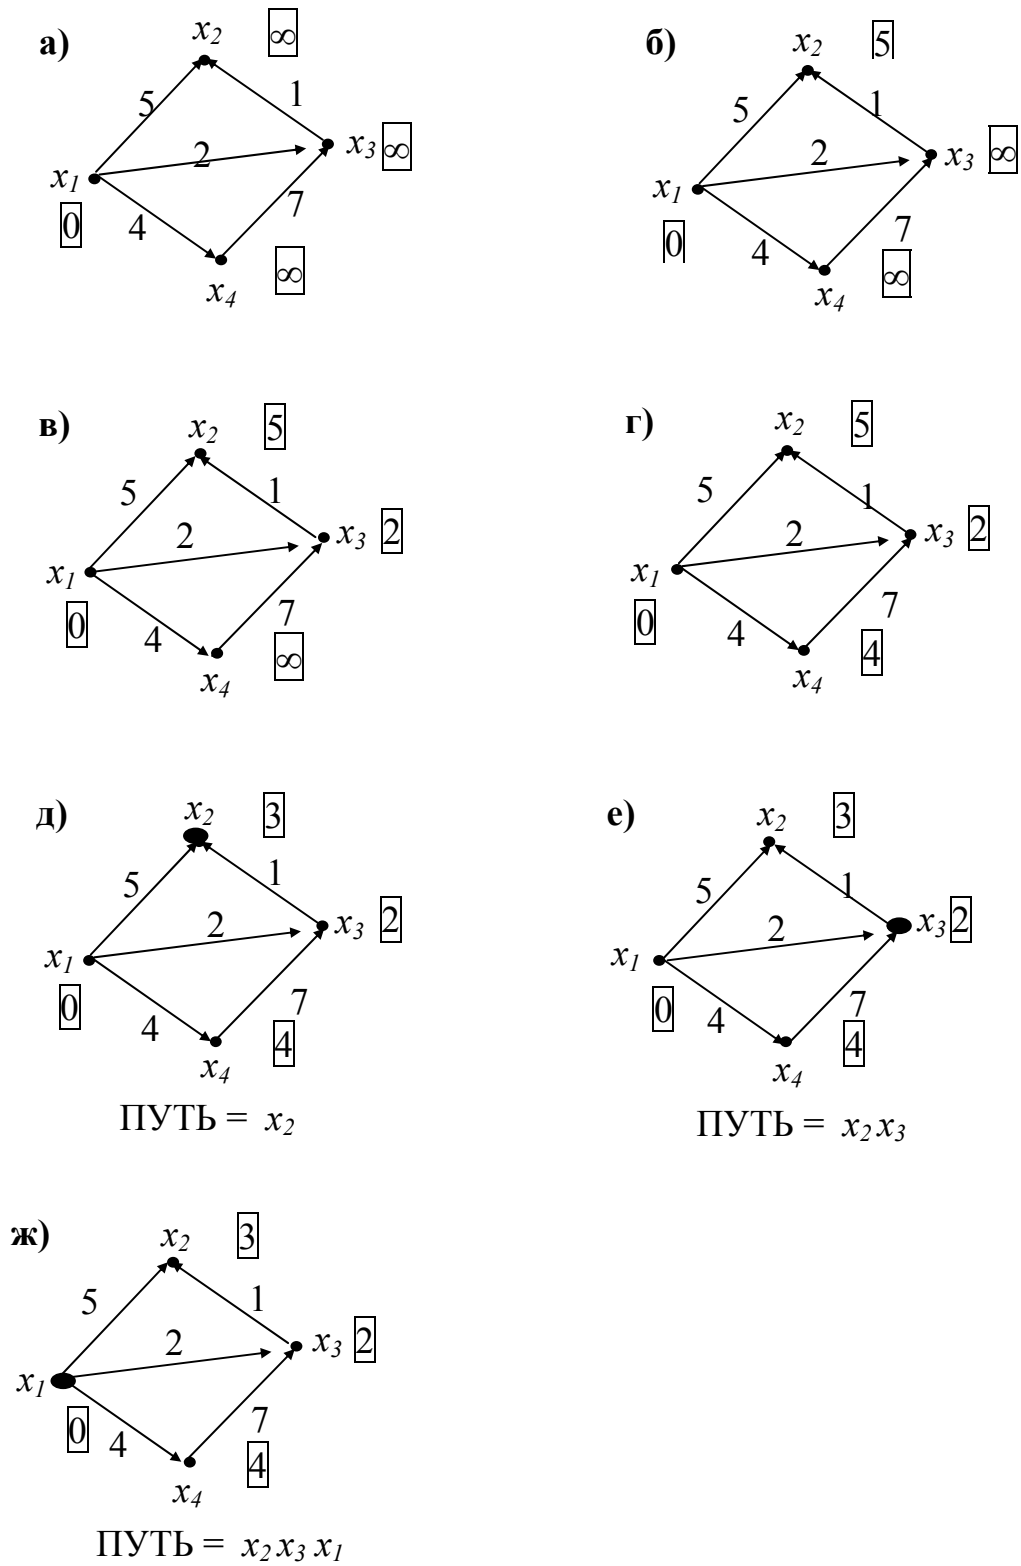 а) x₂ ∞
5 1
x₁ 2 x₃ ∞
0 4 7
x₄ ∞
б) x₂ 5
5 1
x₁ 2 x₃ ∞
0 4 7
x₄ ∞
в) x₂ 5
5 1
x₁ 2 x₃ 2
0 4 7
x₄ ∞
г) x₂ 5
5 1
x₁ 2 x₃ 2
0 4 7
x₄ 4
д) x₂ 3
5 1
x₁ 2 x₃ 2
0 4 7
x₄ 4
ПУТЬ = x₂
е) x₂ 3
5 1
x₁ 2 x₃ 2
0 4 7
x₄ 4
ПУТЬ = x₂ x₃
ж) x₂ 3
5 1
x₁ 2 x₃ 2
0 4 7
x₄ 4
ПУТЬ = x₂ x₃ x₁